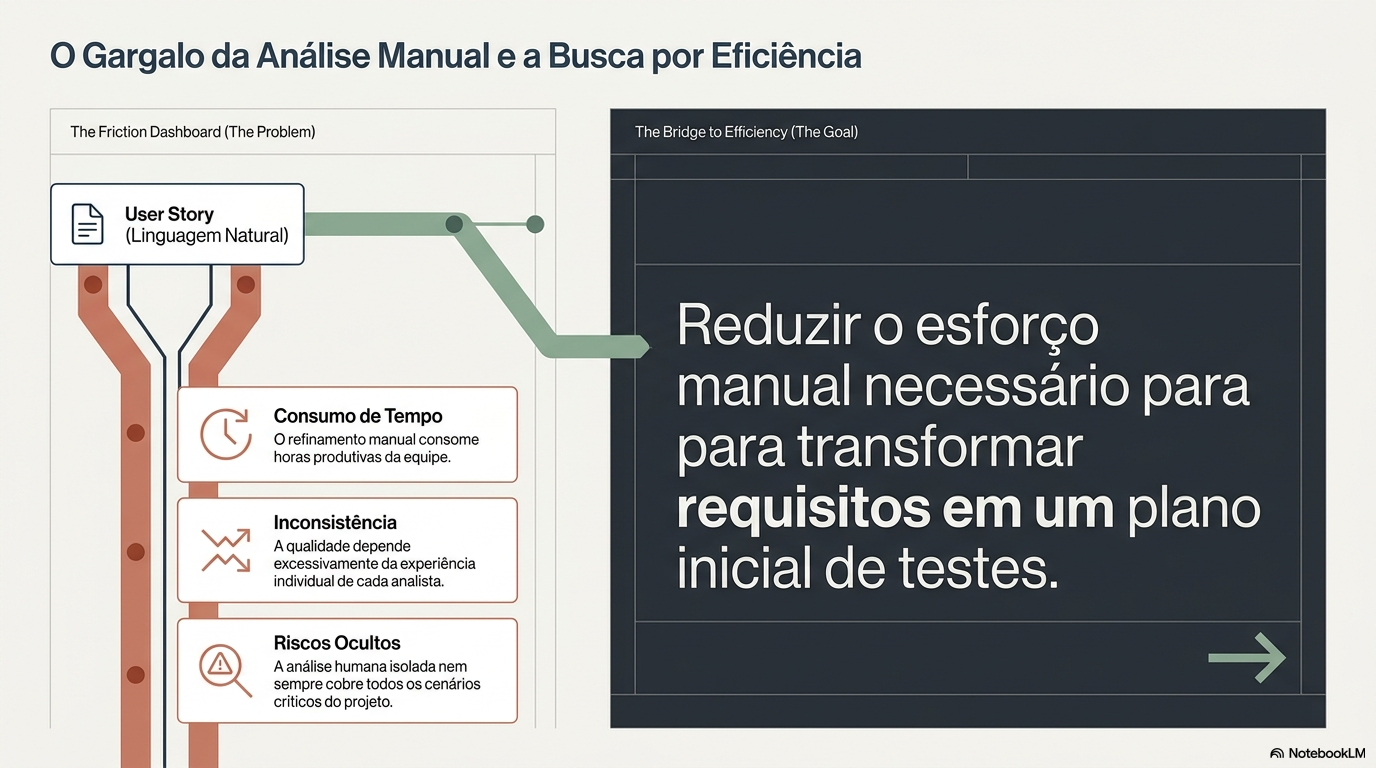 O Gargalo da Análise Manual e a Busca por Eficiência
The Friction Dashboard (The Problem)
User Story
(Linguagem Natural)
Consumo de Tempo
O refinamento manual consome
horas produtivas da equipe.
Inconsistência
A qualidade depende
excessivamente da experiência
individual de cada analista.
Riscos Ocultos
A análise humana isolada nem
sempre cobre todos os cenários
criticos do projeto.
The Bridge to Efficiency (The Goal)
Reduzir o esforço
manual necessário para
para transformar
requisitos em um plano
inicial de testes.
NotebookLM